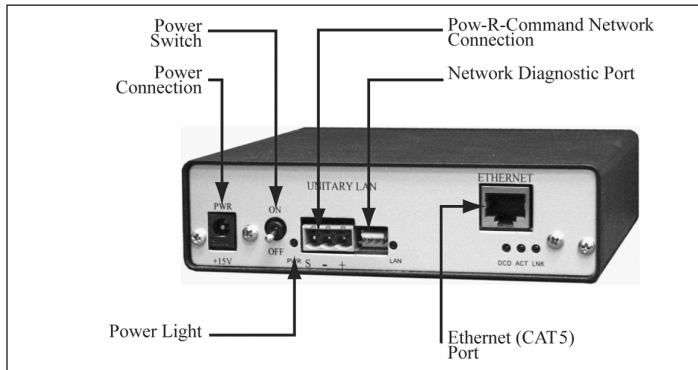 Power
Switch
Pow-R-Command Network
Connection
Power
Connection
Network Diagnostic Port
UNITARY LAN
ETHERNET
PWR
ON
+15V
OFF
PWR
S - +
LAN
DCD ACT LNK
Power Light
Ethernet (CAT 5)
Port